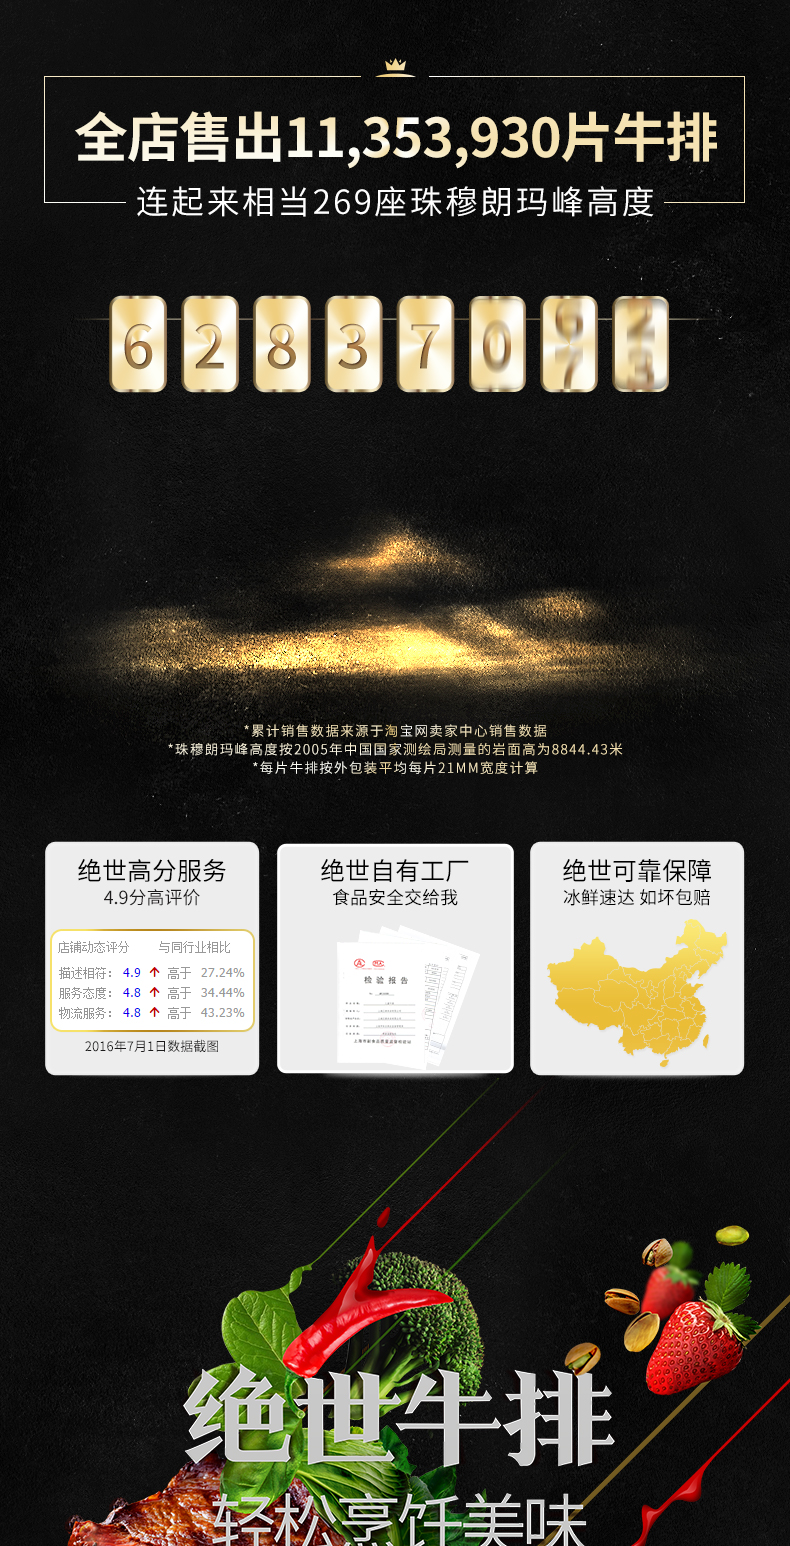 全店售出11,353,930片牛排
连起来相当269座珠穆朗玛峰高度
6 2 8 3 7 0
*累计销售数据来源于淘宝网卖家中心销售数据
*珠穆朗玛峰高度按2005年中国国家测绘局测量的岩面高为8844.43米
*每片牛排按外包装平均每片21MM宽度计算
绝世高分服务
4.9分高评价
店铺动态评分 与同行业相比
描述相符: 4.9 高于 27.24%
服务态度: 4.8 高于 34.44%
物流服务: 4.8 高于 43.23%
2016年7月1日数据截图
绝世自有工厂
食品安全交给我
检验报告
绝世可靠保障
冰鲜速达 如坏包赔
绝世牛排
轻松烹饪美味